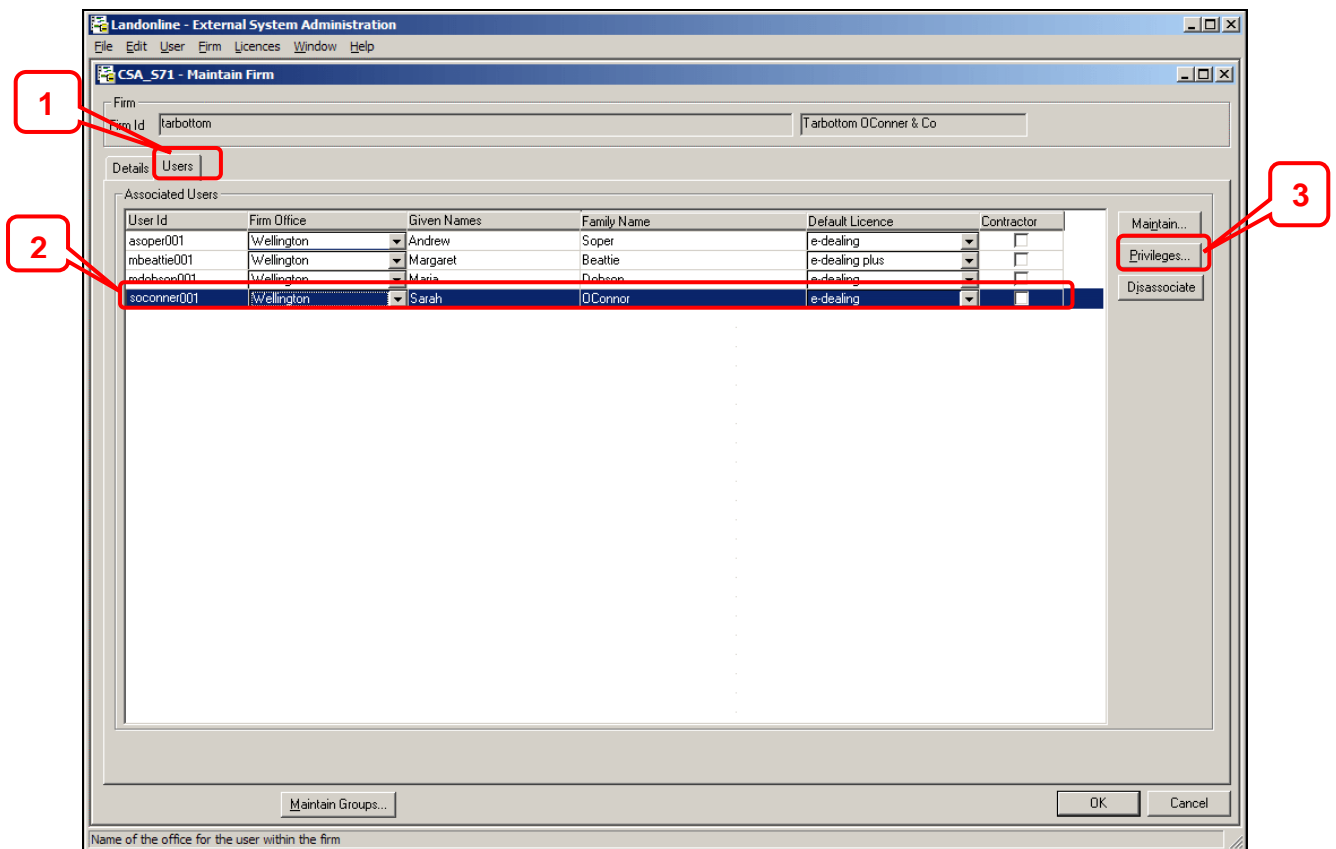 Landonline - External System Administration
File Edit User Firm Licences Window Help
CSA_S71 - Maintain Firm
1
Firm
Firm Id tarbottom Tarbottom OConner & Co
Details Users
Associated Users
3
User Id Firm Office Given Names Family Name Default Licence Contractor
Maintain...
asoper001 Wellington Andrew Soper e-dealing
2
mbeattie001 Wellington Margaret Beattie e-dealing plus
Privileges...
mdobson001 Wellington Maria Dobson e-dealing
Disassociate
soconner001 Wellington Sarah OConnor e-dealing
Maintain Groups... OK Cancel
Name of the office for the user within the firm